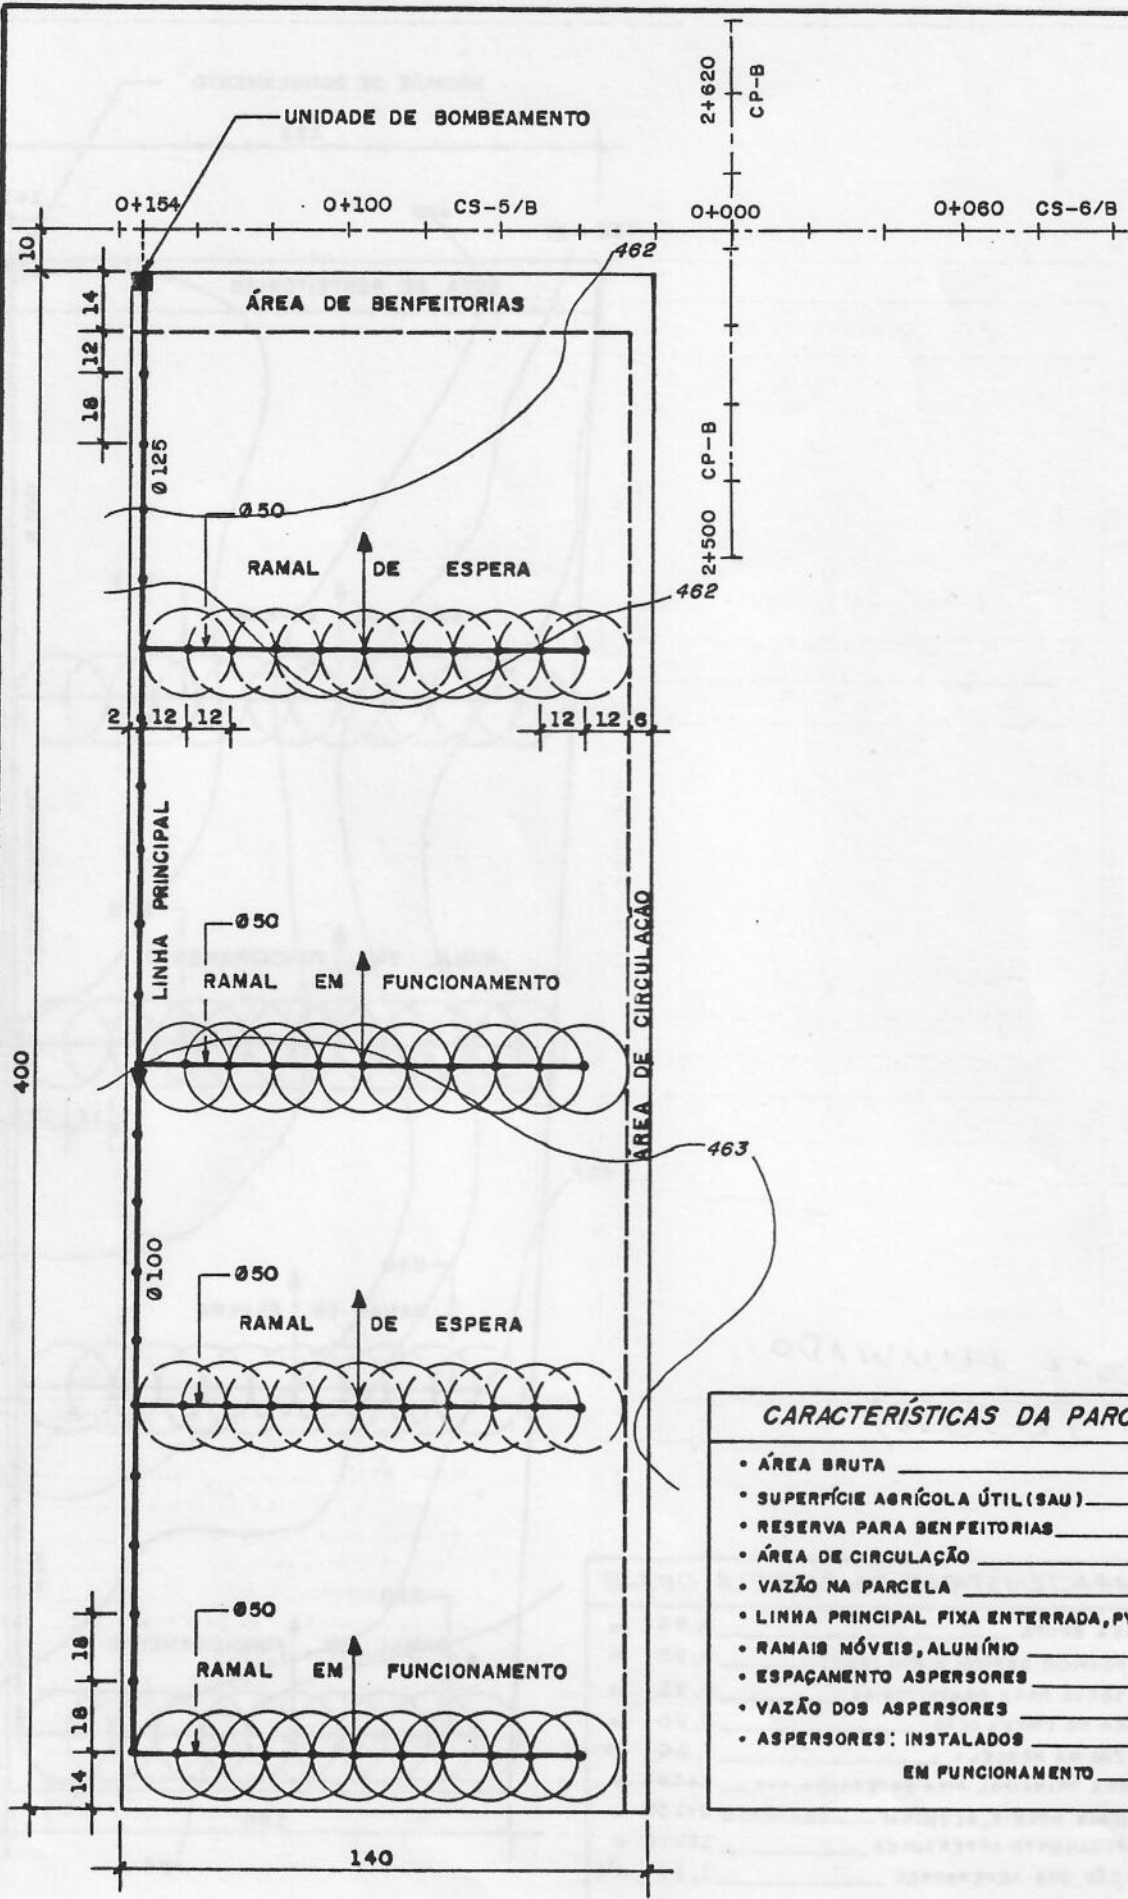 UNIDADE DE BOMBEAMENTO
2+620
CP-B
0+154
0+100
CS-5/B
0+000
0+060
CS-6/B
10
462
14
ÁREA DE BENFEITORIAS
12
18
Ø125
CP-B
2+500
Ø50
RAMAL DE ESPERA
462
2
12
12
12
12
6
LINHA PRINCIPAL
Ø50
RAMAL EM FUNCIONAMENTO
ÁREA DE CIRCULAÇÃO
400
463
Ø100
Ø50
RAMAL DE ESPERA
CARACTERÍSTICAS DA PARC
• ÁREA BRUTA
• SUPERFÍCIE AGRÍCOLA ÚTIL (SAU)
• RESERVA PARA BENFEITORIAS
• ÁREA DE CIRCULAÇÃO
• VAZÃO NA PARCELA
• LINHA PRINCIPAL FIXA ENTERRADA, PV
• RAMAIS MÓVEIS, ALUMÍNIO
• ESPAÇAMENTO ASPERSORES
• VAZÃO DOS ASPERSORES
• ASPERSORES: INSTALADOS
EM FUNCIONAMENTO
Ø50
18
RAMAL EM FUNCIONAMENTO
18
14
140